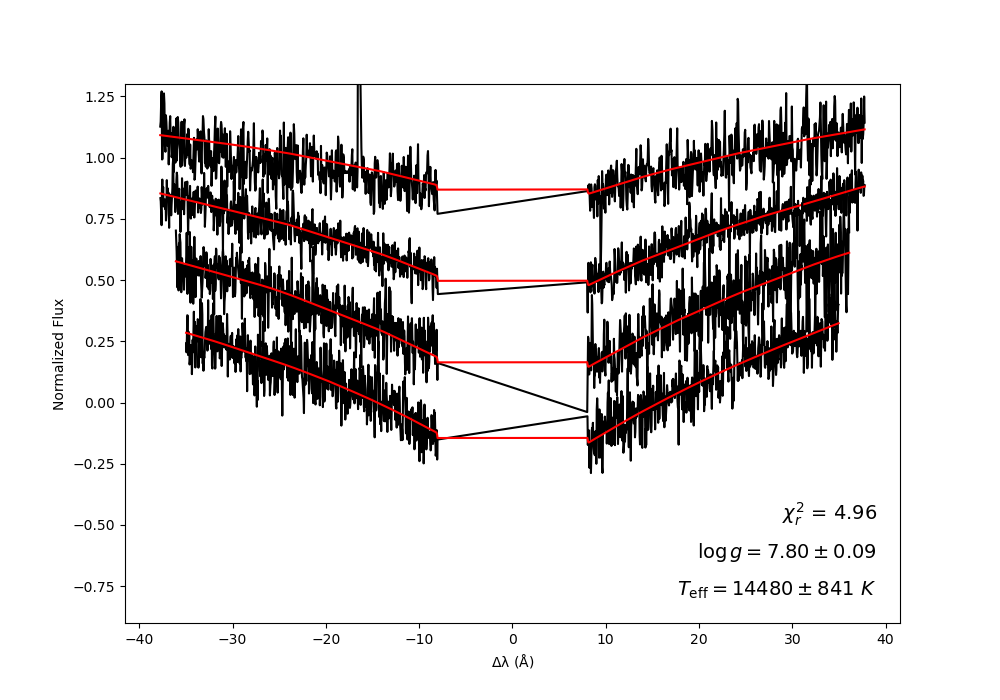 1.25
1.00
0.75
0.50
0.25
0.00
−0.25
−0.50
−0.75
Normalized Flux
χ²ᵣ = 4.96
log g = 7.80 ± 0.09
T_eff = 14480 ± 841 K
−40 −30 −20 −10 0 10 20 30 40
Δλ (Å)